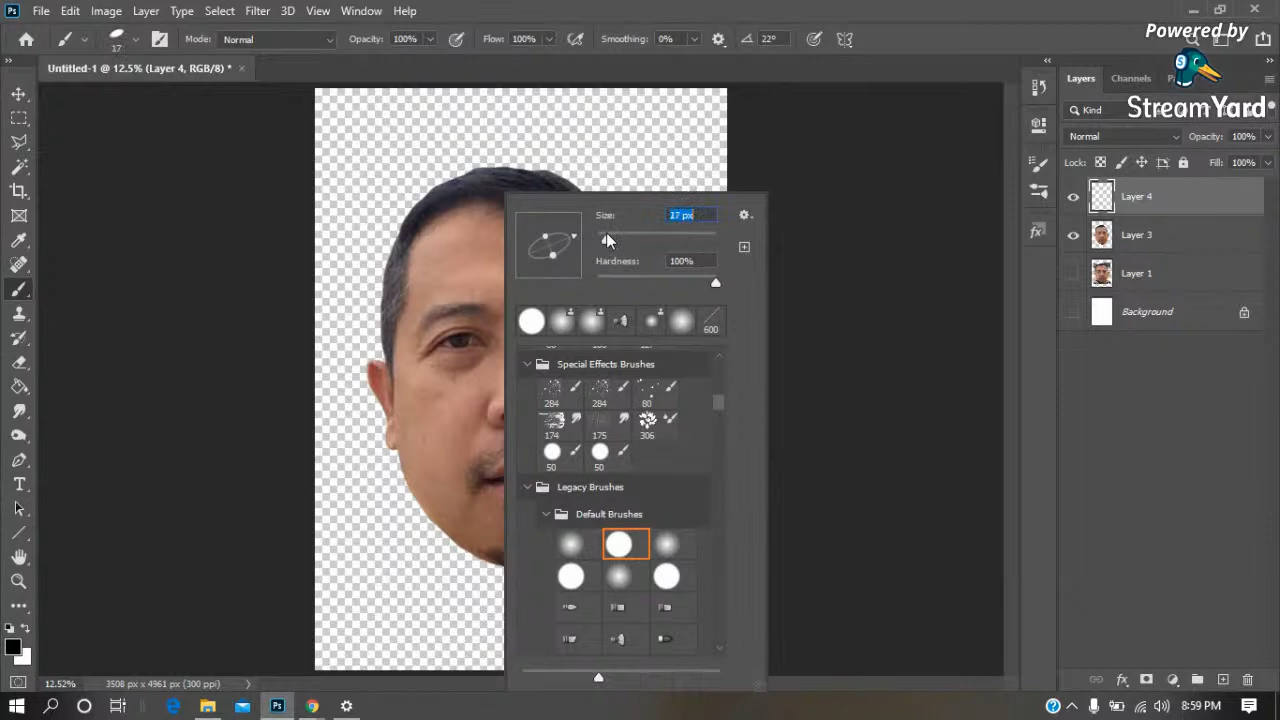 Ps File Edit Image Layer Type Select Filter 3D View Window Help
Powered by
StreamYard
17 Mode: Normal Opacity: 100% Flow: 100% Smoothing: 0% 22°
Untitled-1 @ 12.5% (Layer 4, RGB/8) * ×
Layers Channels
Kind
Normal Opacity: 100%
Lock: Fill: 100%
Layer 4
Layer 3
Layer 1
Background
Size: 17 px
Hardness: 100%
600
Special Effects Brushes
284 284 80
174 175 306
50 50
Legacy Brushes
Default Brushes
12.52% 3508 px x 4961 px (300 ppi)
Ps 8:59 PM